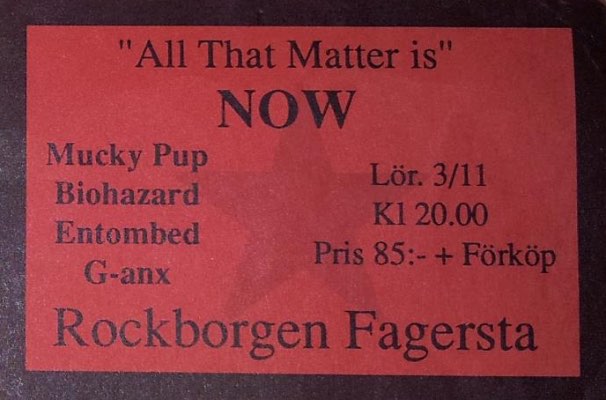 "All That Matter is"
NOW
Mucky Pup
Biohazard
Entombed
G-anx
Lör. 3/11
Kl 20.00
Pris 85:- + Förköp
Rockborgen Fagersta